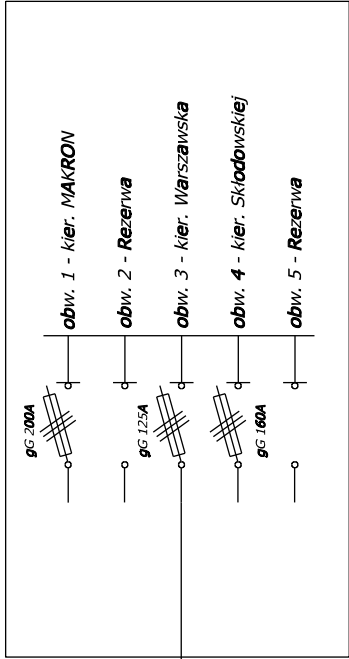 obw. 1 - kier. MAKRON
obw. 2 - Rezerwa
obw. 3 - kier. Warszawska
obw. 4 - kier. Skłodowskiej
obw. 5 - Rezerwa
gG 200A
gG 125A
gG 160A